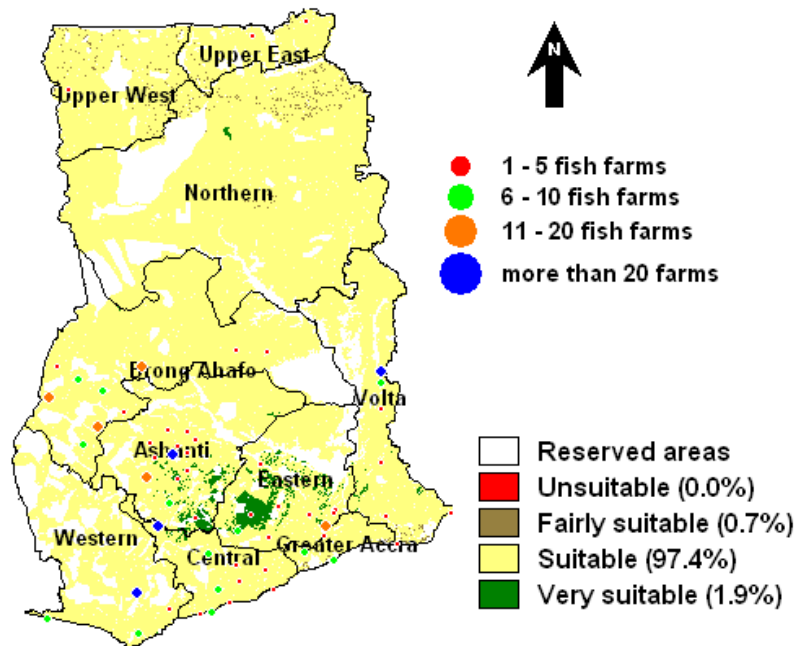 Upper East
Upper West
N
Northern
1 - 5 fish farms
6 - 10 fish farms
11 - 20 fish farms
more than 20 farms
Brong Ahafo
Volta
Ashanti
Eastern
Western
Central
Greater Accra
Reserved areas
Unsuitable (0.0%)
Fairly suitable (0.7%)
Suitable (97.4%)
Very suitable (1.9%)